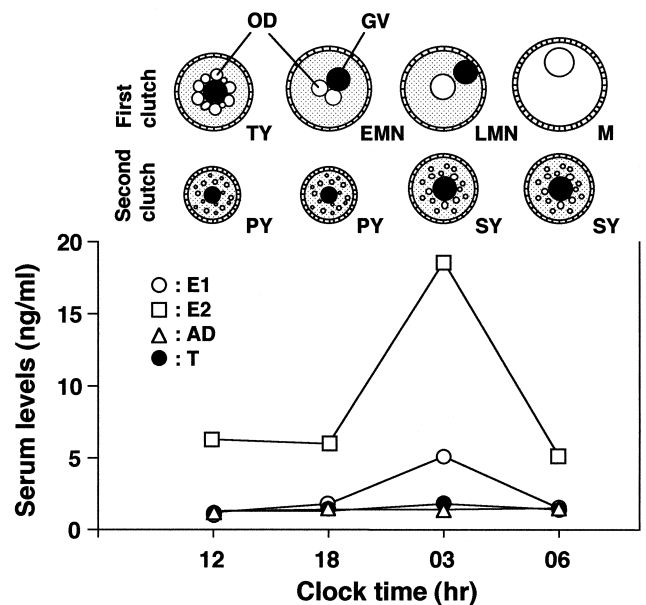 OD GV
First clutch
TY EMN LMN M
Second clutch
PY PY SY SY
Serum levels (ng/ml)
20
15
10
5
0
○ : E1
□ : E2
△ : AD
● : T
12 18 03 06
Clock time (hr)